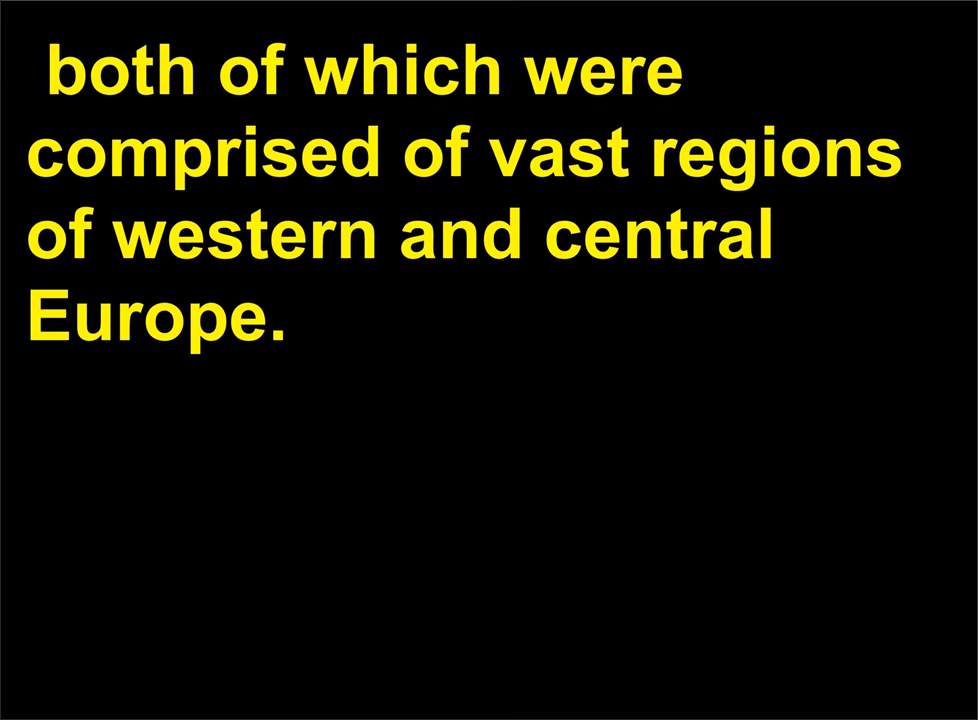 both of which were
comprised of vast regions
of western and central
Europe.